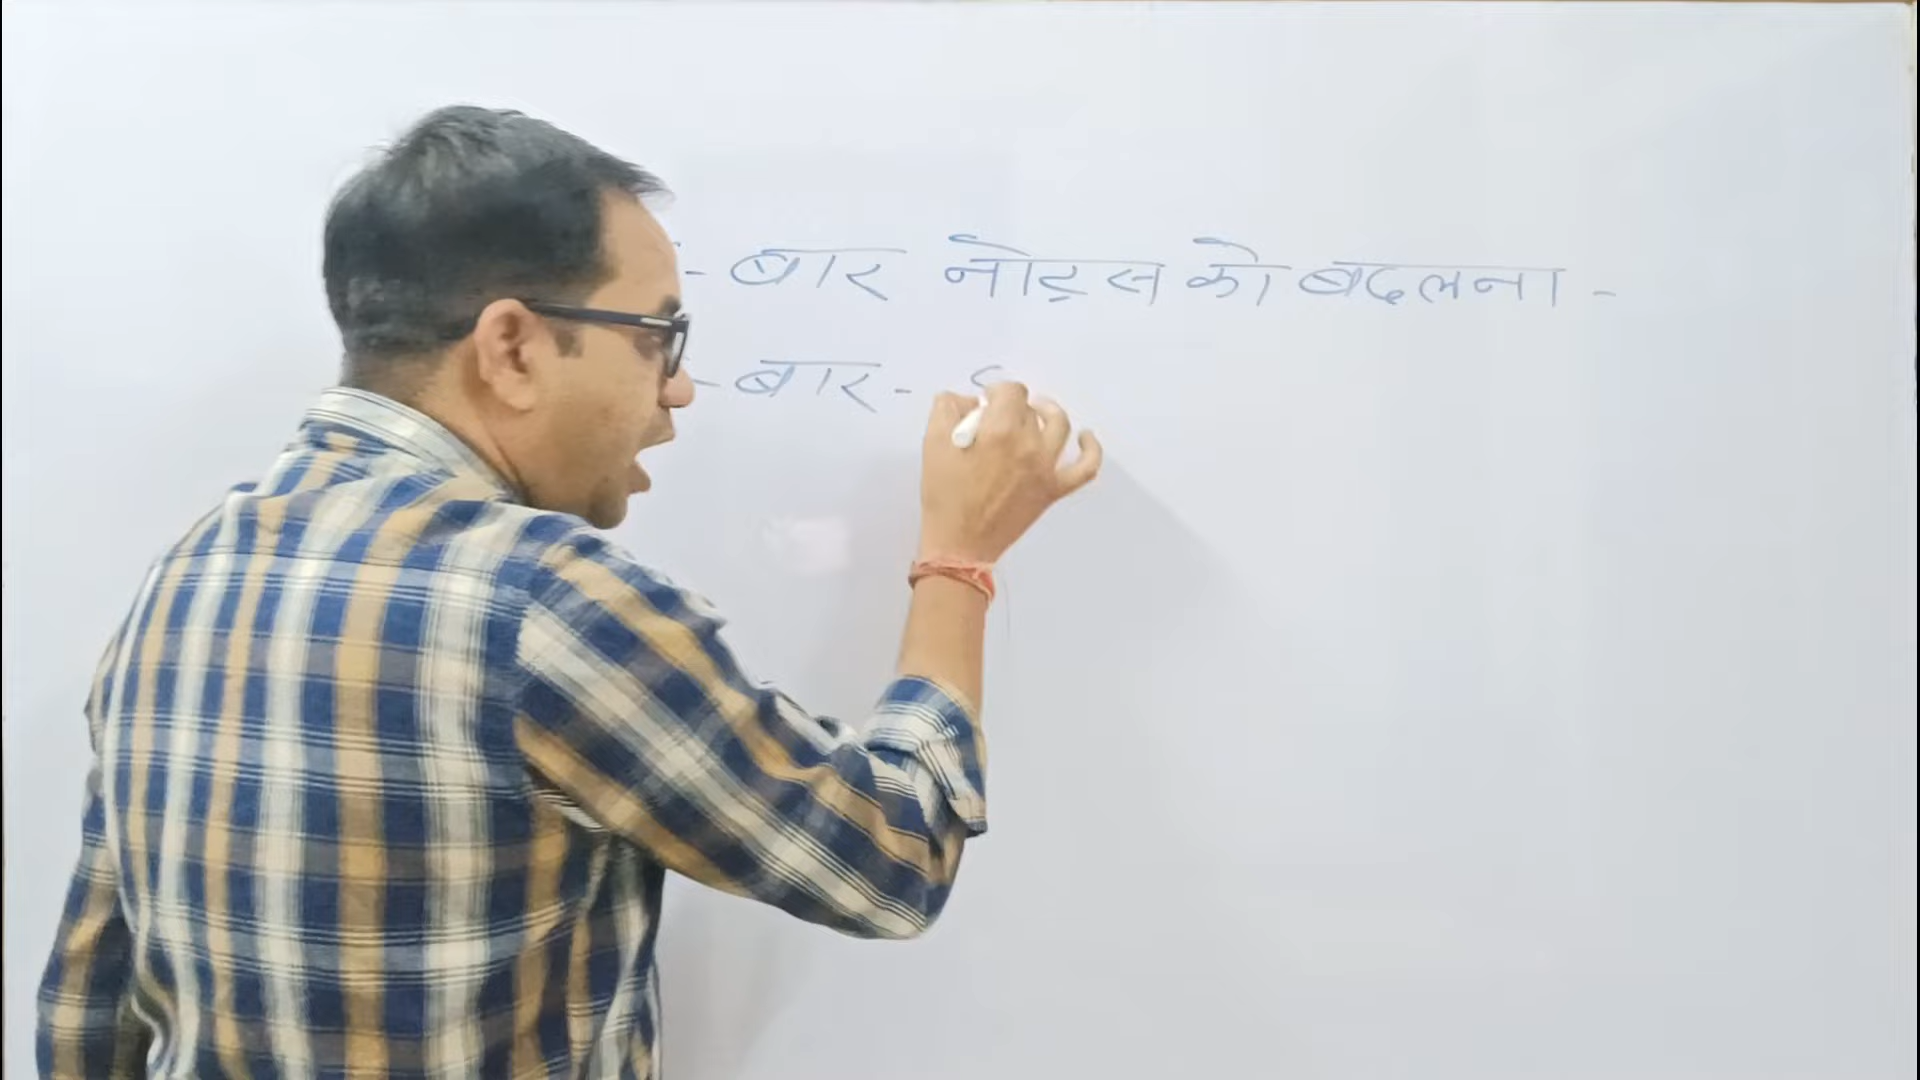 - बार नोट्स को बदलना -
- बार -